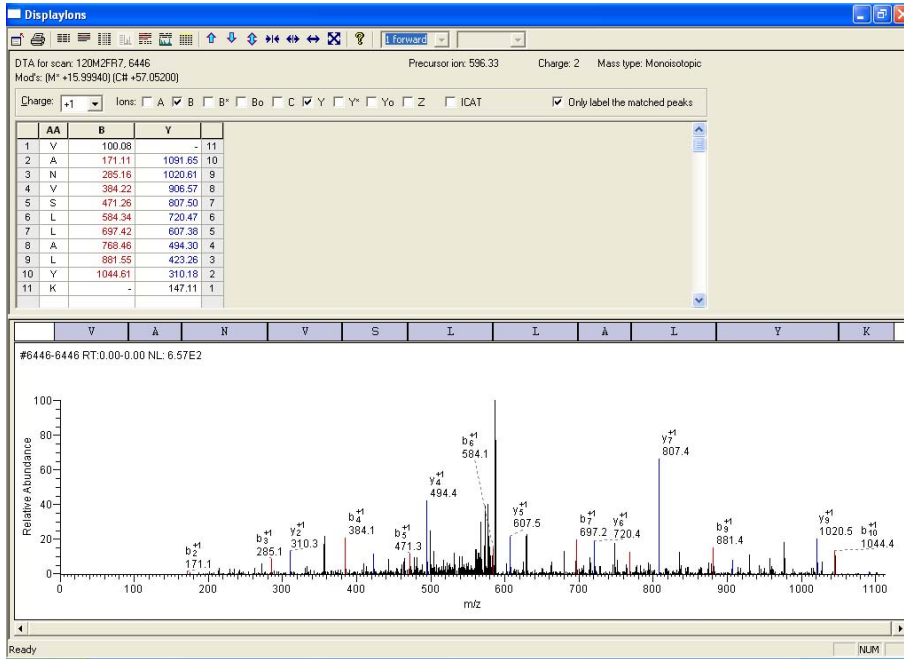 DisplayIons
1 forward
DTA for scan: 120M2FR7, 6446 Precursor ion: 596.33 Charge: 2 Mass type: Monoisotopic
Mod's: (M* +15.99940) (C# +57.05200)
Charge: +1 Ions: A B B* Bo C Y Y* Yo Z ICAT Only label the matched peaks
AA B Y
1 V 100.08 - 11
2 A 171.11 1091.65 10
3 N 285.16 1020.61 9
4 V 384.22 906.57 8
5 S 471.26 807.50 7
6 L 584.34 720.47 6
7 L 697.42 607.38 5
8 A 768.46 494.30 4
9 L 881.55 423.26 3
10 Y 1044.61 310.18 2
11 K - 147.11 1
V A N V S L L A L Y K
#6446-6446 RT:0.00-0.00 NL: 6.57E2
100
80
60
40
20
0
Relative Abundance
b2+1
171.1
b3+1
285.1
y2+1
310.3
b4+1
384.1
b5+1
471.3
y4+1
494.4
b6+1
584.1
y5+1
607.5
b7+1
697.2
y6+1
720.4
y7+1
807.4
b9+1
881.4
y9+1
1020.5
b10+1
1044.4
0 100 200 300 400 500 600 700 800 900 1000 1100
m/z
Ready NUM